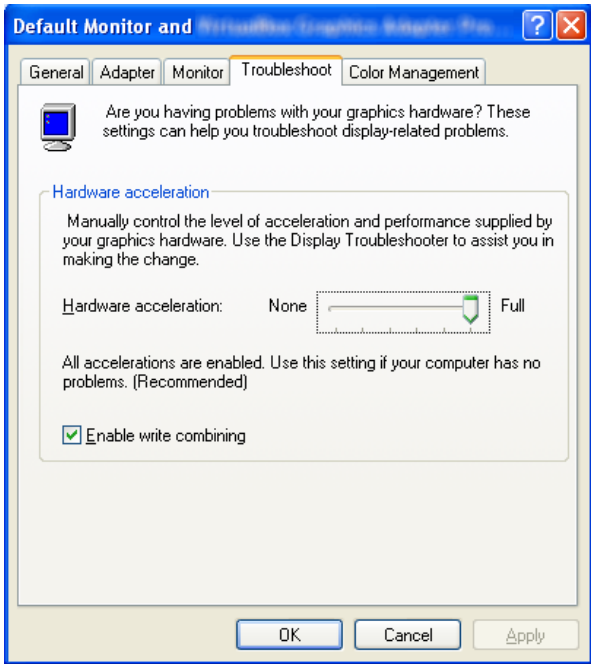 Default Monitor and
General Adapter Monitor Troubleshoot Color Management
Are you having problems with your graphics hardware? These
settings can help you troubleshoot display-related problems.
Hardware acceleration
Manually control the level of acceleration and performance supplied by
your graphics hardware. Use the Display Troubleshooter to assist you in
making the change.
Hardware acceleration: None Full
All accelerations are enabled. Use this setting if your computer has no
problems. (Recommended)
Enable write combining
OK Cancel Apply